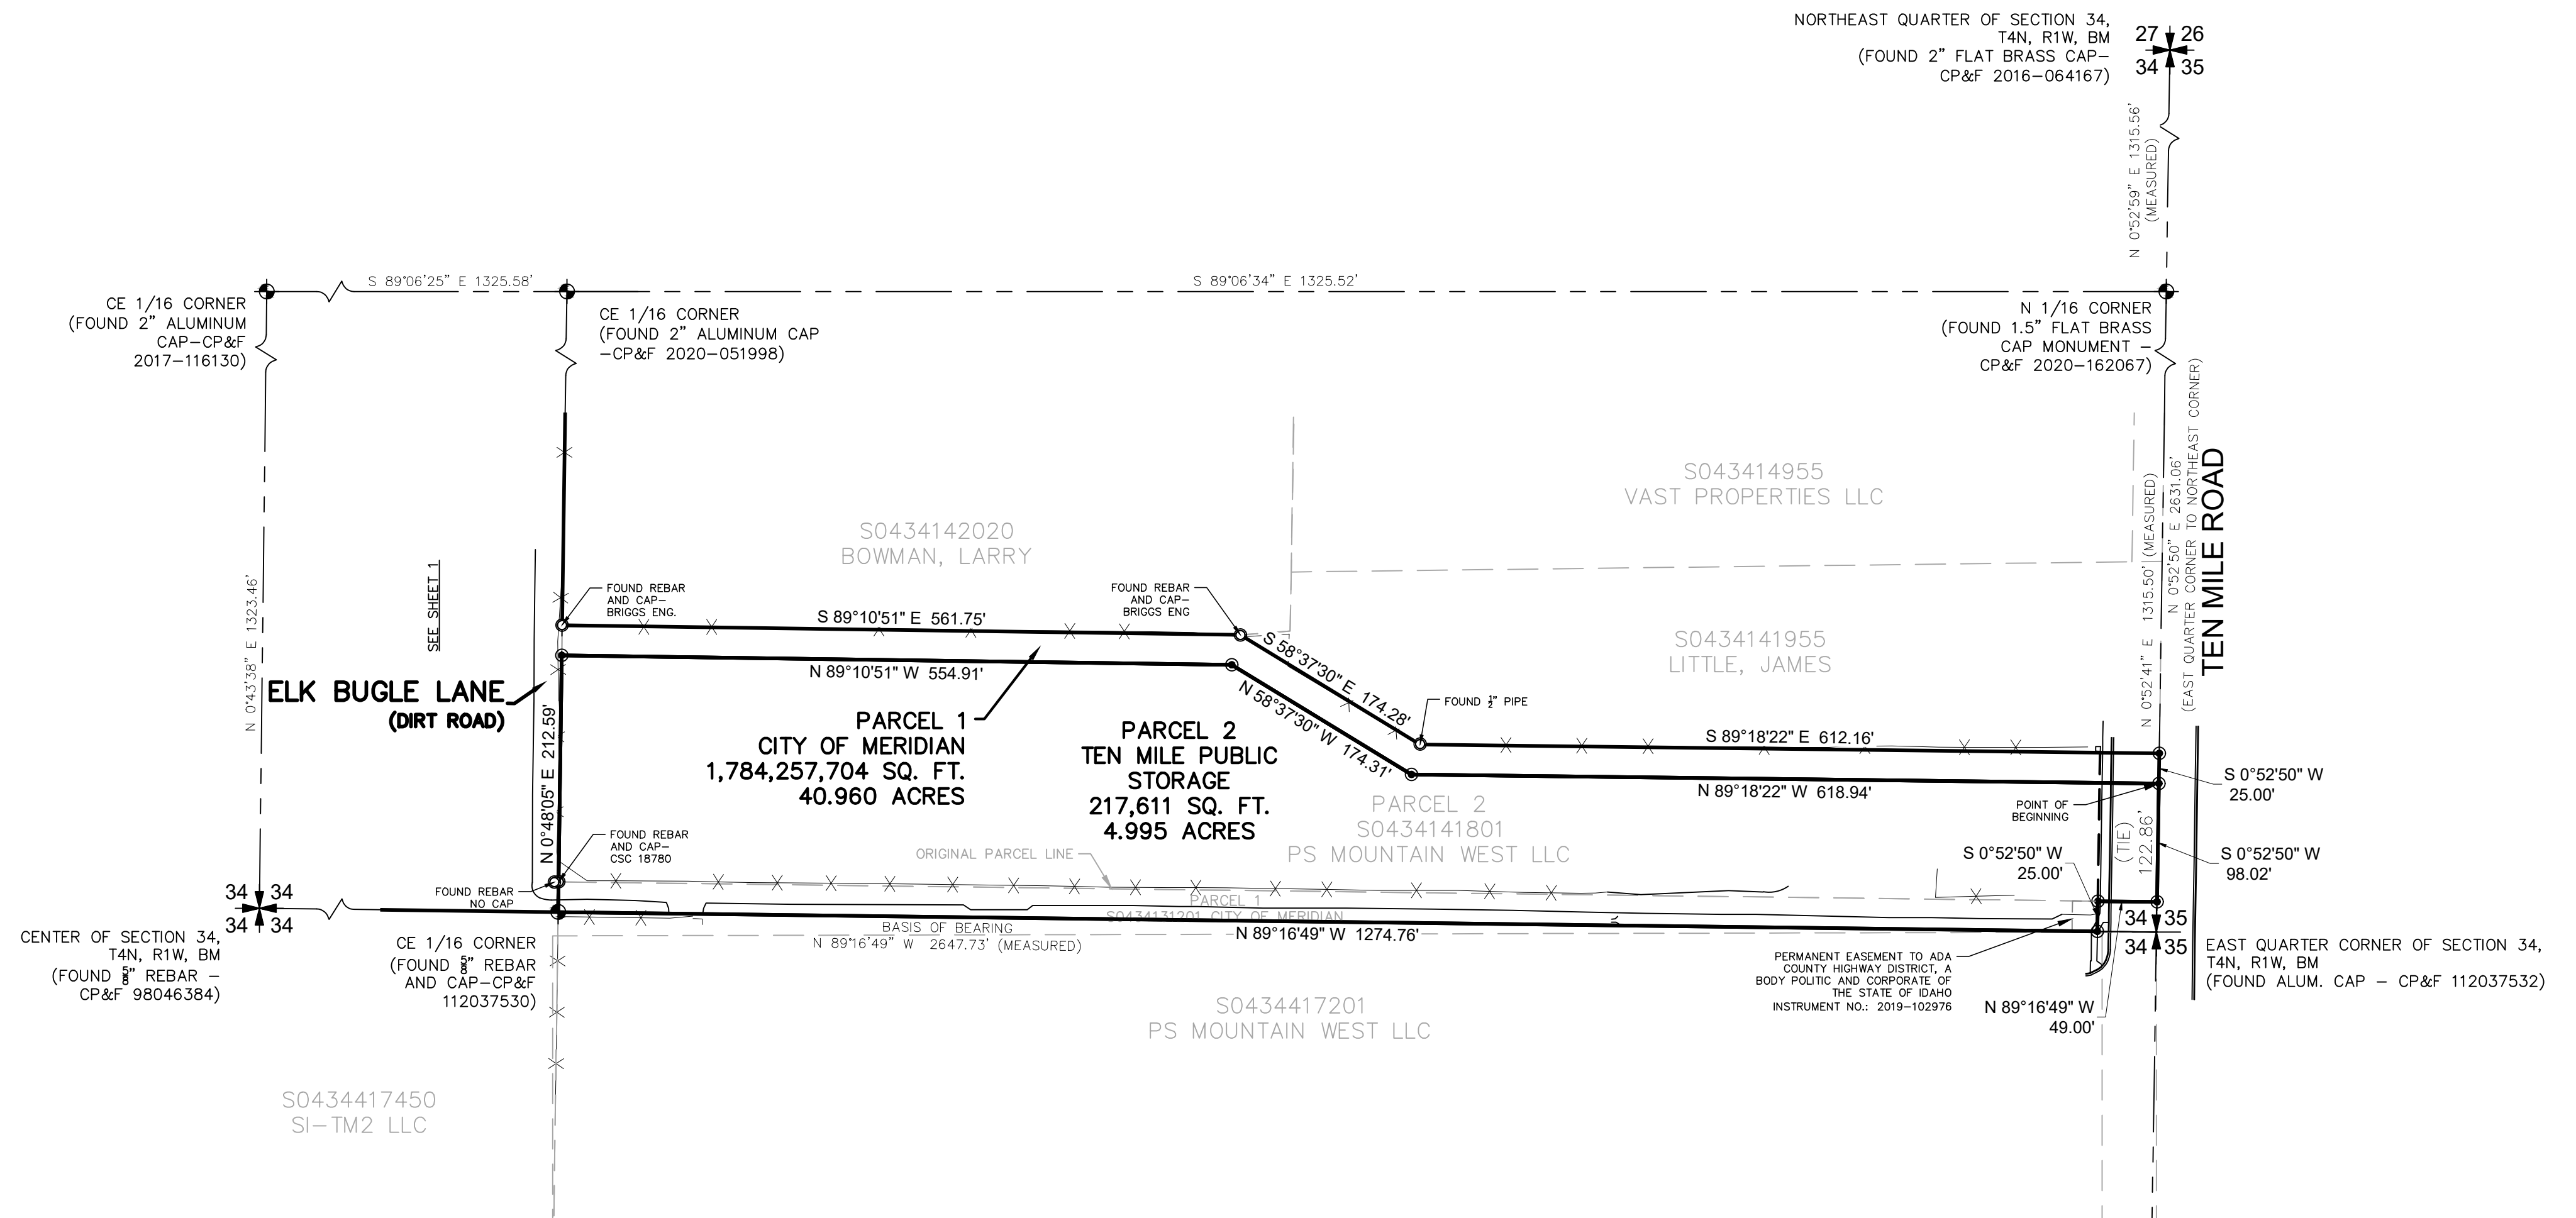 NORTHEAST QUARTER OF SECTION 34,
T4N, R1W, BM
(FOUND 2" FLAT BRASS CAP-
CP&F 2016-064167)
27 26
34 35
N 0°52'59" E 1315.56'
(MEASURED)
S 89°06'25" E 1325.58'
S 89°06'34" E 1325.52'
CE 1/16 CORNER
(FOUND 2" ALUMINUM
CAP-CP&F
2017-116130)
CE 1/16 CORNER
(FOUND 2" ALUMINUM CAP
-CP&F 2020-051998)
N 1/16 CORNER
(FOUND 1.5" FLAT BRASS
CAP MONUMENT -
CP&F 2020-162067)
S043414955
VAST PROPERTIES LLC
S0434142020
BOWMAN, LARRY
N 0°43'38" E 1323.46'
SEE SHEET 1
FOUND REBAR
AND CAP-
BRIGGS ENG.
FOUND REBAR
AND CAP-
BRIGGS ENG
S 89°10'51" E 561.75'
N 89°10'51" W 554.91'
S 58°37'30" E 174.28'
N 58°37'30" W 174.31'
S0434141955
LITTLE, JAMES
N 0°52'41" E 1315.50' (MEASURED)
N 0°52'50" E 2631.06'
(EAST QUARTER CORNER TO NORTHEAST CORNER)
TEN MILE ROAD
ELK BUGLE LANE
(DIRT ROAD)
N 0°48'05" E 212.59'
PARCEL 1
CITY OF MERIDIAN
1,784,257,704 SQ. FT.
40.960 ACRES
PARCEL 2
TEN MILE PUBLIC
STORAGE
217,611 SQ. FT.
4.995 ACRES
FOUND ½" PIPE
S 89°18'22" E 612.16'
N 89°18'22" W 618.94'
S 0°52'50" W
25.00'
POINT OF
BEGINNING
PARCEL 2
S0434141801
PS MOUNTAIN WEST LLC
(TIE)
122.86'
S 0°52'50" W
98.02'
S 0°52'50" W
25.00'
FOUND REBAR
AND CAP-
CSC 18780
ORIGINAL PARCEL LINE
FOUND REBAR
NO CAP
PARCEL 1
S0434131201 CITY OF MERIDIAN
34 34
34 34
34 35
34 35
BASIS OF BEARING
N 89°16'49" W 2647.73' (MEASURED)
N 89°16'49" W 1274.76'
CENTER OF SECTION 34,
T4N, R1W, BM
(FOUND ⅝" REBAR -
CP&F 98046384)
CE 1/16 CORNER
(FOUND ⅝" REBAR
AND CAP-CP&F
112037530)
PERMANENT EASEMENT TO ADA
COUNTY HIGHWAY DISTRICT, A
BODY POLITIC AND CORPORATE OF
THE STATE OF IDAHO
INSTRUMENT NO.: 2019-102976
N 89°16'49" W
49.00'
EAST QUARTER CORNER OF SECTION 34,
T4N, R1W, BM
(FOUND ALUM. CAP - CP&F 112037532)
S0434417201
PS MOUNTAIN WEST LLC
S0434417450
SI-TM2 LLC